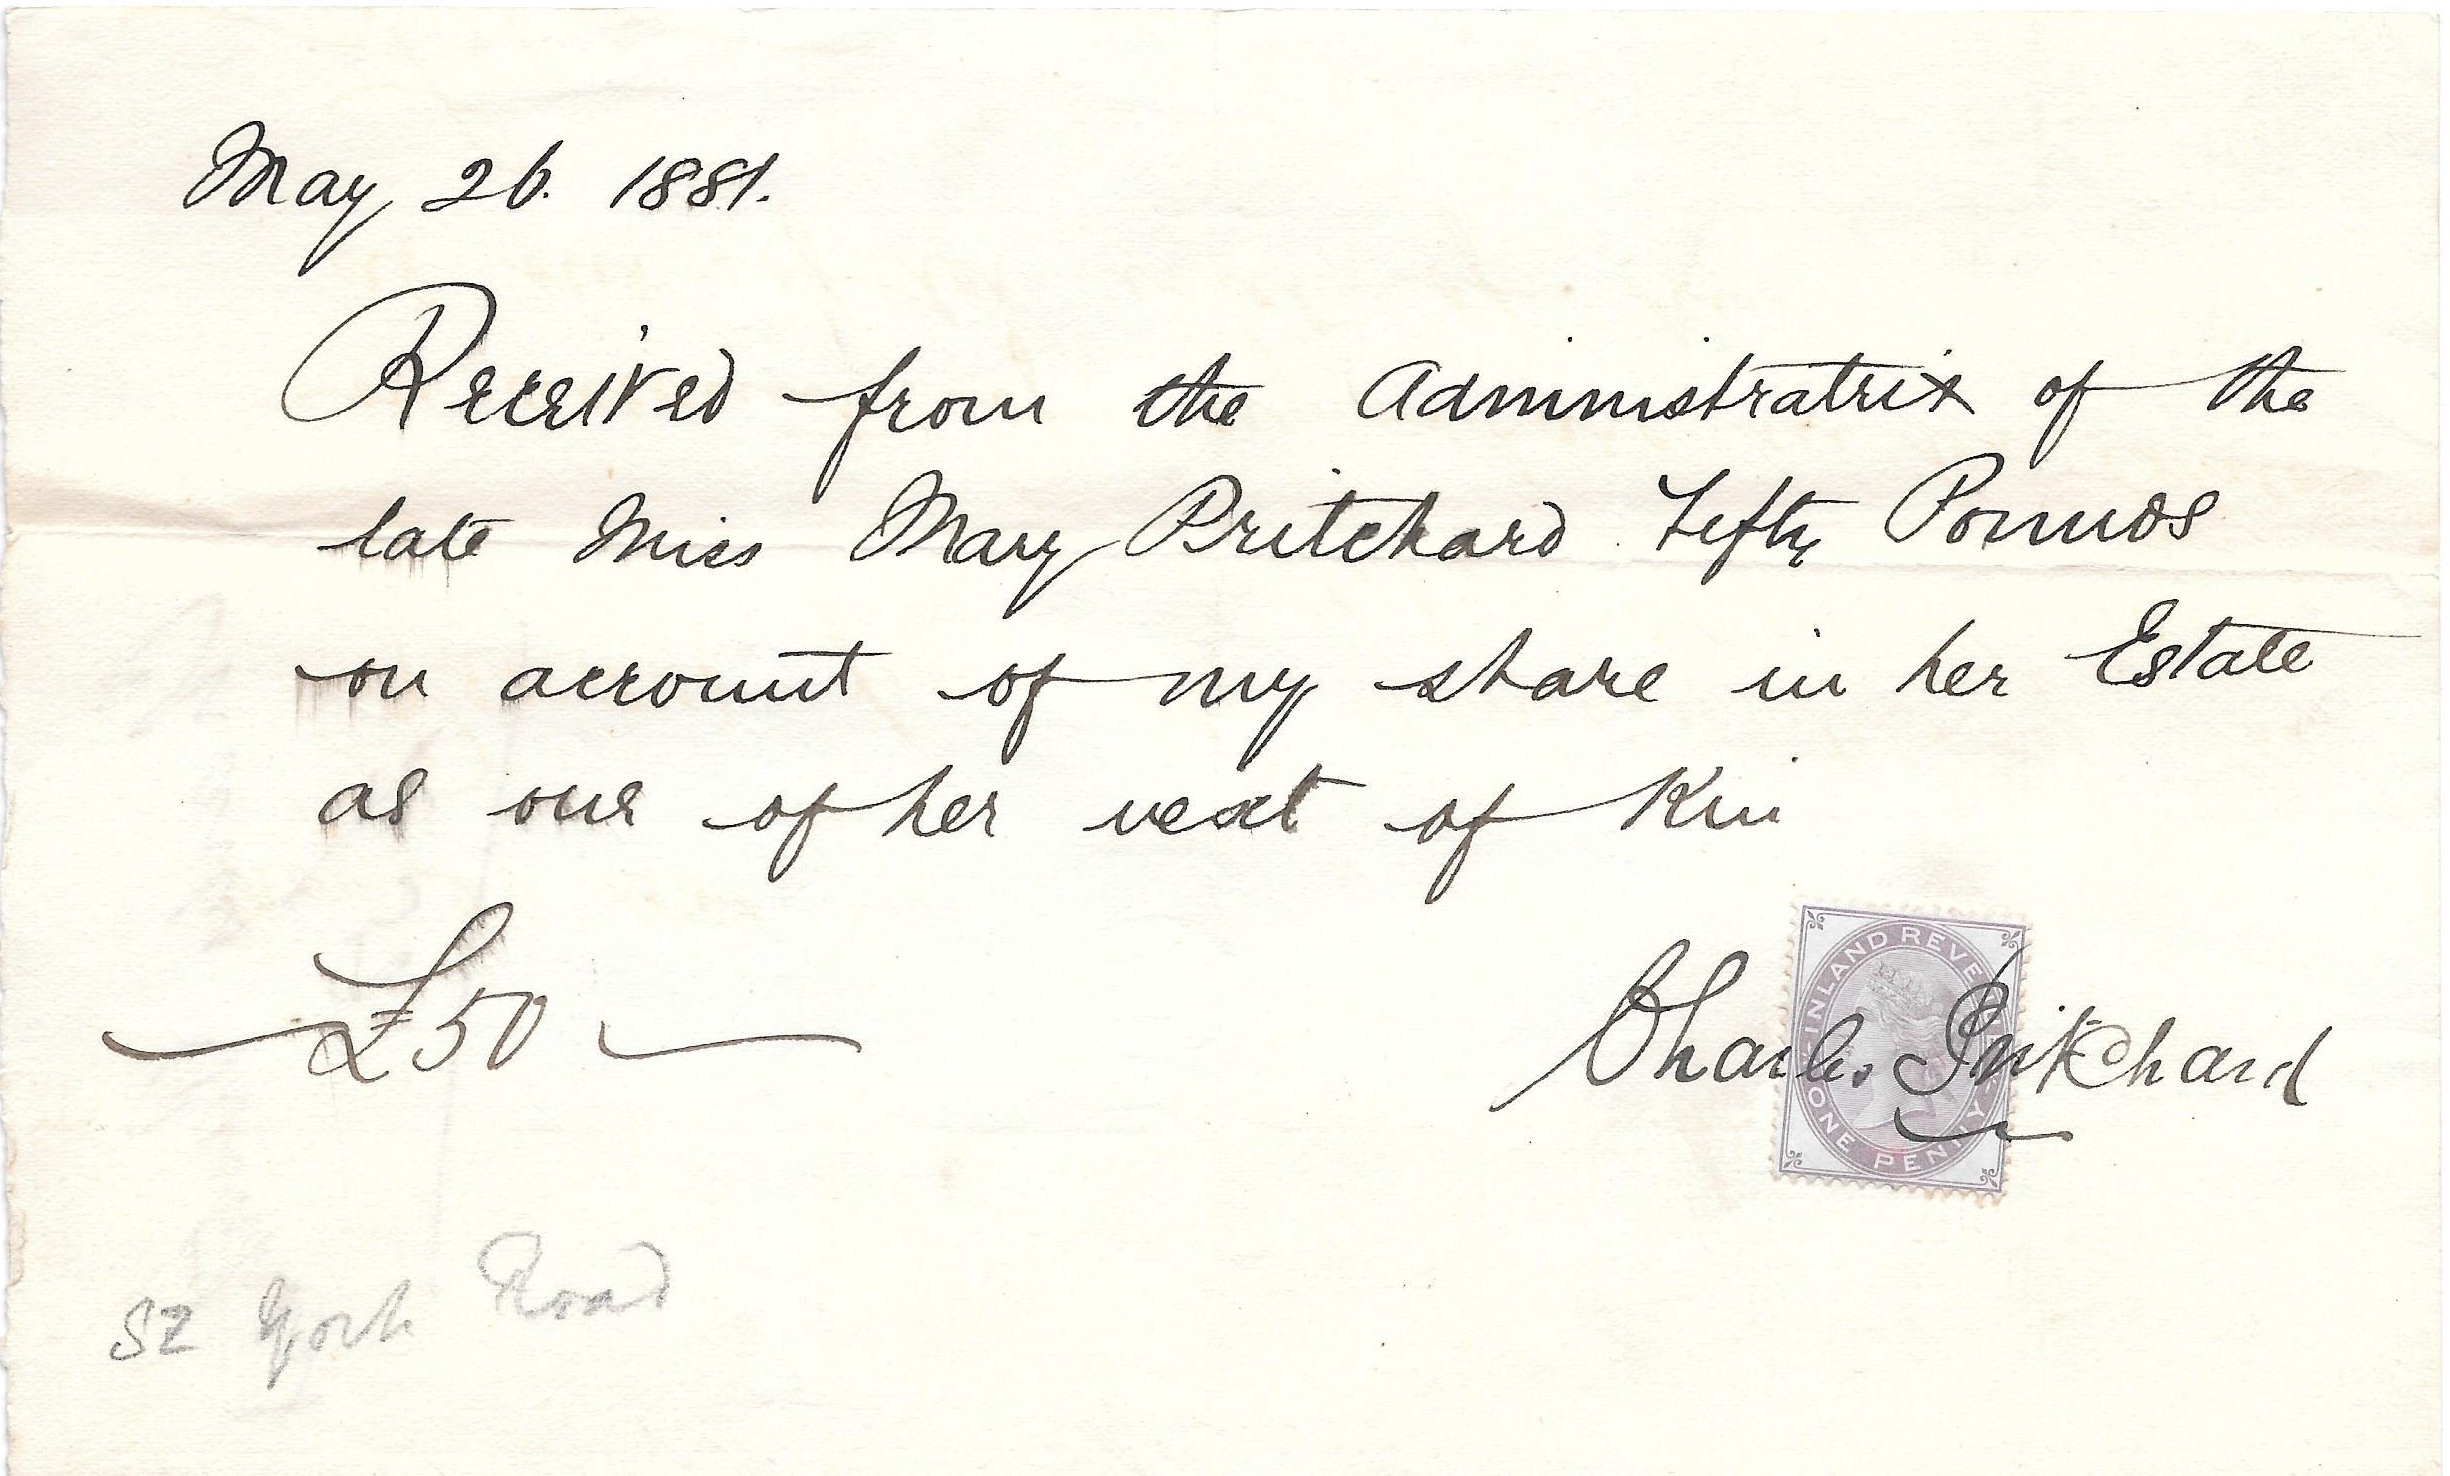 May 26. 1881.
Received from the Administratrix of the
late Miss Mary Pritchard Fifty Pounds
on account of my share in her Estate
as one of her next of Kin
£50
INLAND REVENUE
ONE PENNY
Charles Pritchard
52 York Road